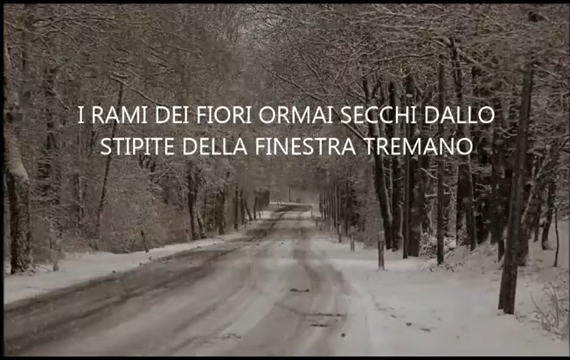 I RAMI DEI FIORI ORMAI SECCHI DALLO
STIPITE DELLA FINESTRA TREMANO